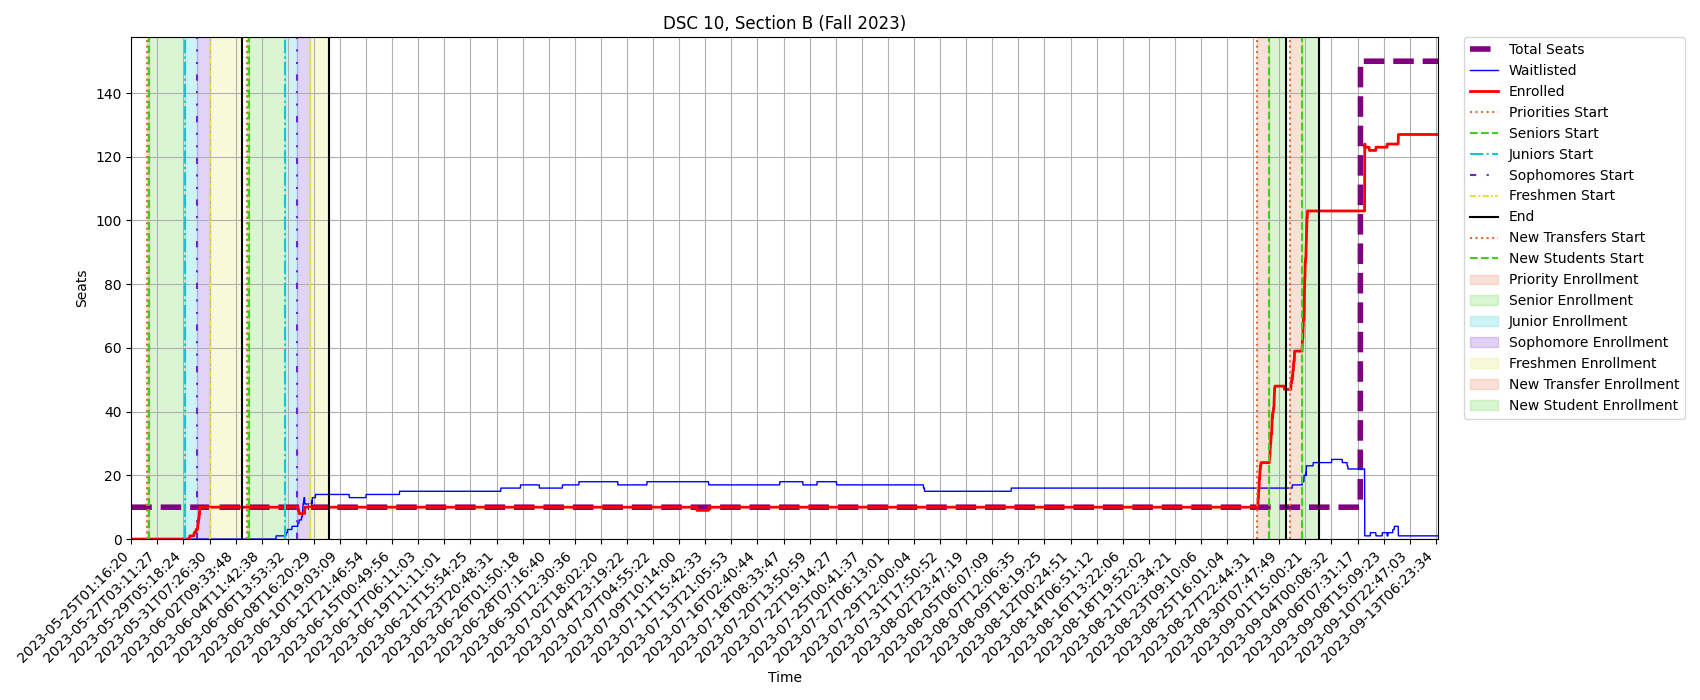 DSC 10, Section B (Fall 2023)
Seats
140
120
100
80
60
40
20
0
2023-05-25T01:16:20
2023-05-27T03:11:27
2023-05-29T05:18:24
2023-05-31T07:26:30
2023-06-02T09:33:48
2023-06-04T11:42:38
2023-06-06T13:53:32
2023-06-08T16:20:29
2023-06-10T19:03:09
2023-06-12T21:46:54
2023-06-15T00:49:56
2023-06-17T06:11:03
2023-06-19T11:11:01
2023-06-21T15:54:25
2023-06-23T20:48:31
2023-06-26T01:50:18
2023-06-28T07:16:40
2023-06-30T12:30:36
2023-07-02T18:02:20
2023-07-04T23:19:22
2023-07-07T04:55:22
2023-07-09T10:14:00
2023-07-11T15:42:33
2023-07-13T21:05:53
2023-07-16T02:40:44
2023-07-18T08:33:47
2023-07-20T13:50:59
2023-07-22T19:14:27
2023-07-25T00:41:37
2023-07-27T06:13:01
2023-07-29T12:00:04
2023-07-31T17:50:52
2023-08-02T23:47:19
2023-08-05T06:07:09
2023-08-07T12:06:35
2023-08-09T18:19:25
2023-08-12T00:24:51
2023-08-14T06:51:12
2023-08-16T13:22:06
2023-08-18T19:52:02
2023-08-21T02:34:21
2023-08-23T09:10:06
2023-08-25T16:01:04
2023-08-27T22:44:31
2023-08-30T07:47:49
2023-09-01T15:00:21
2023-09-04T00:08:32
2023-09-06T07:31:17
2023-09-08T15:09:23
2023-09-10T22:47:03
2023-09-13T06:23:34
Time
Total Seats
Waitlisted
Enrolled
Priorities Start
Seniors Start
Juniors Start
Sophomores Start
Freshmen Start
End
New Transfers Start
New Students Start
Priority Enrollment
Senior Enrollment
Junior Enrollment
Sophomore Enrollment
Freshmen Enrollment
New Transfer Enrollment
New Student Enrollment